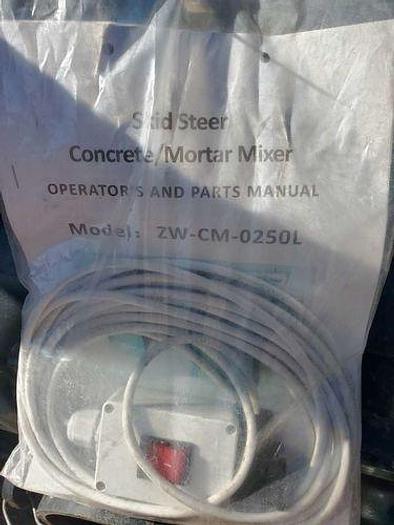 Skid Steer
Concrete/Mortar Mixer
OPERATOR'S AND PARTS MANUAL
Model: ZW-CM-0250L